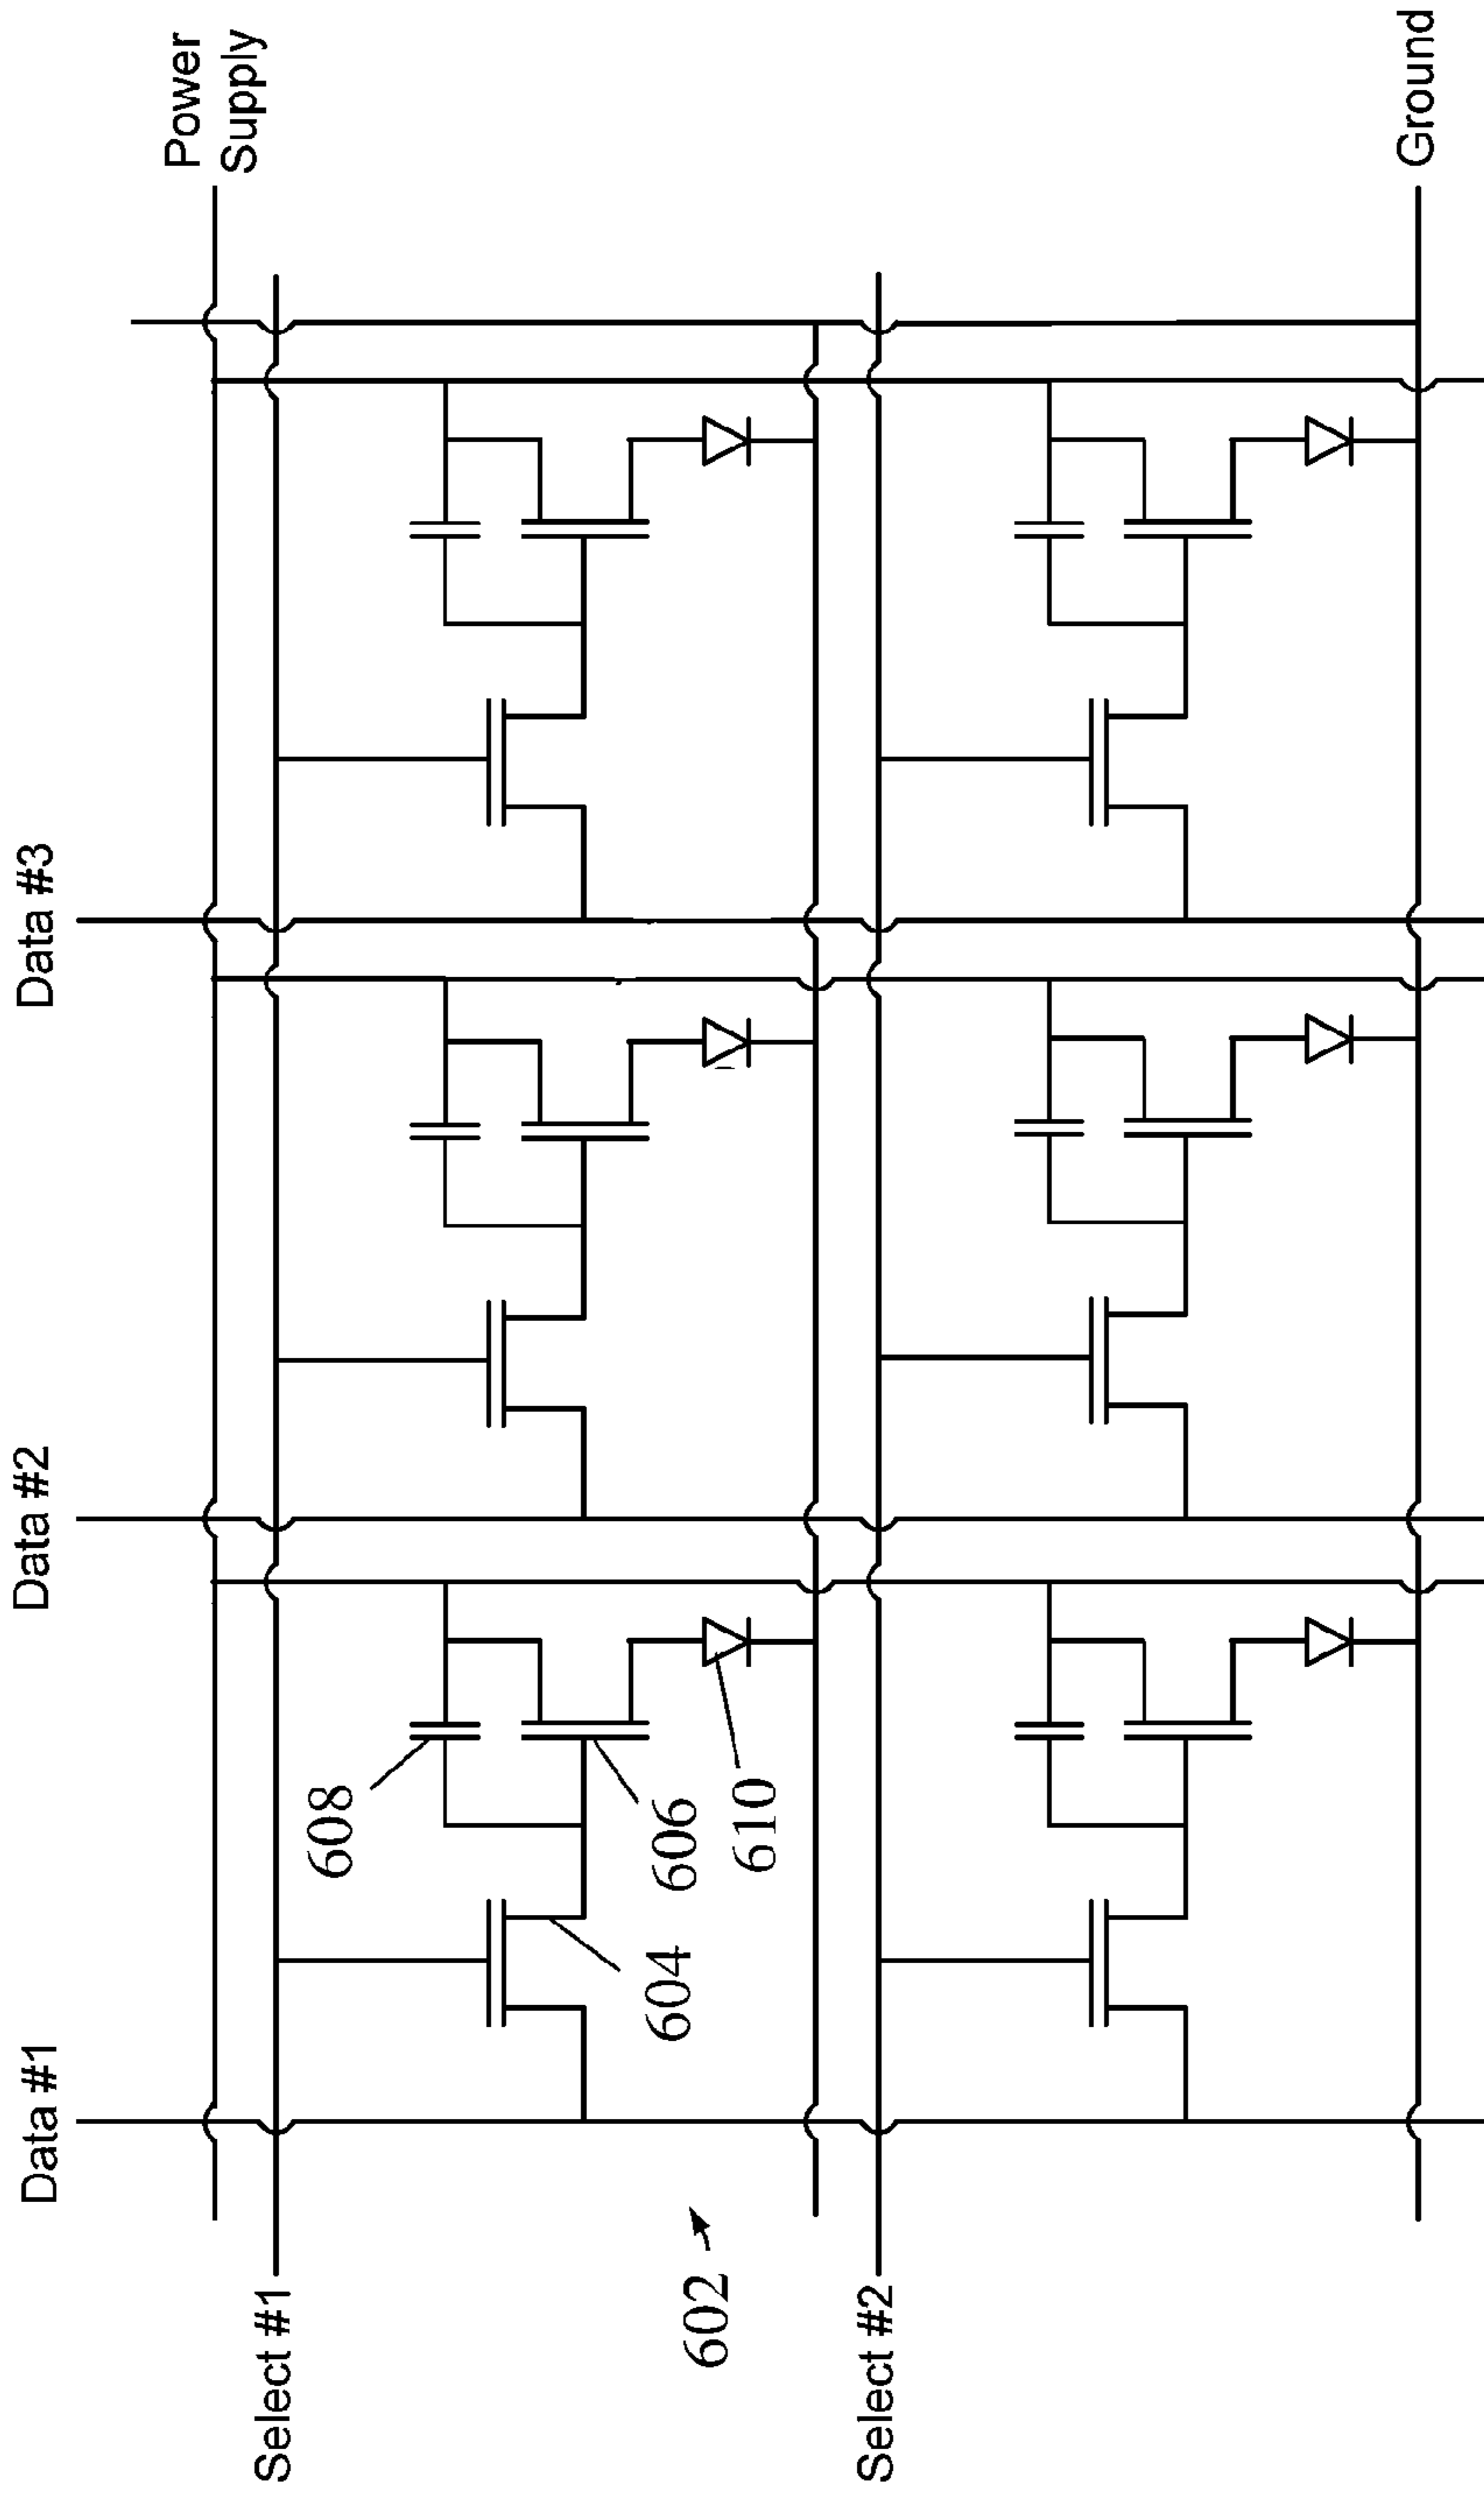 Data #1
Data #2
Data #3
Power
Supply
Select #1
608
604
606
610
602
Select #2
Ground